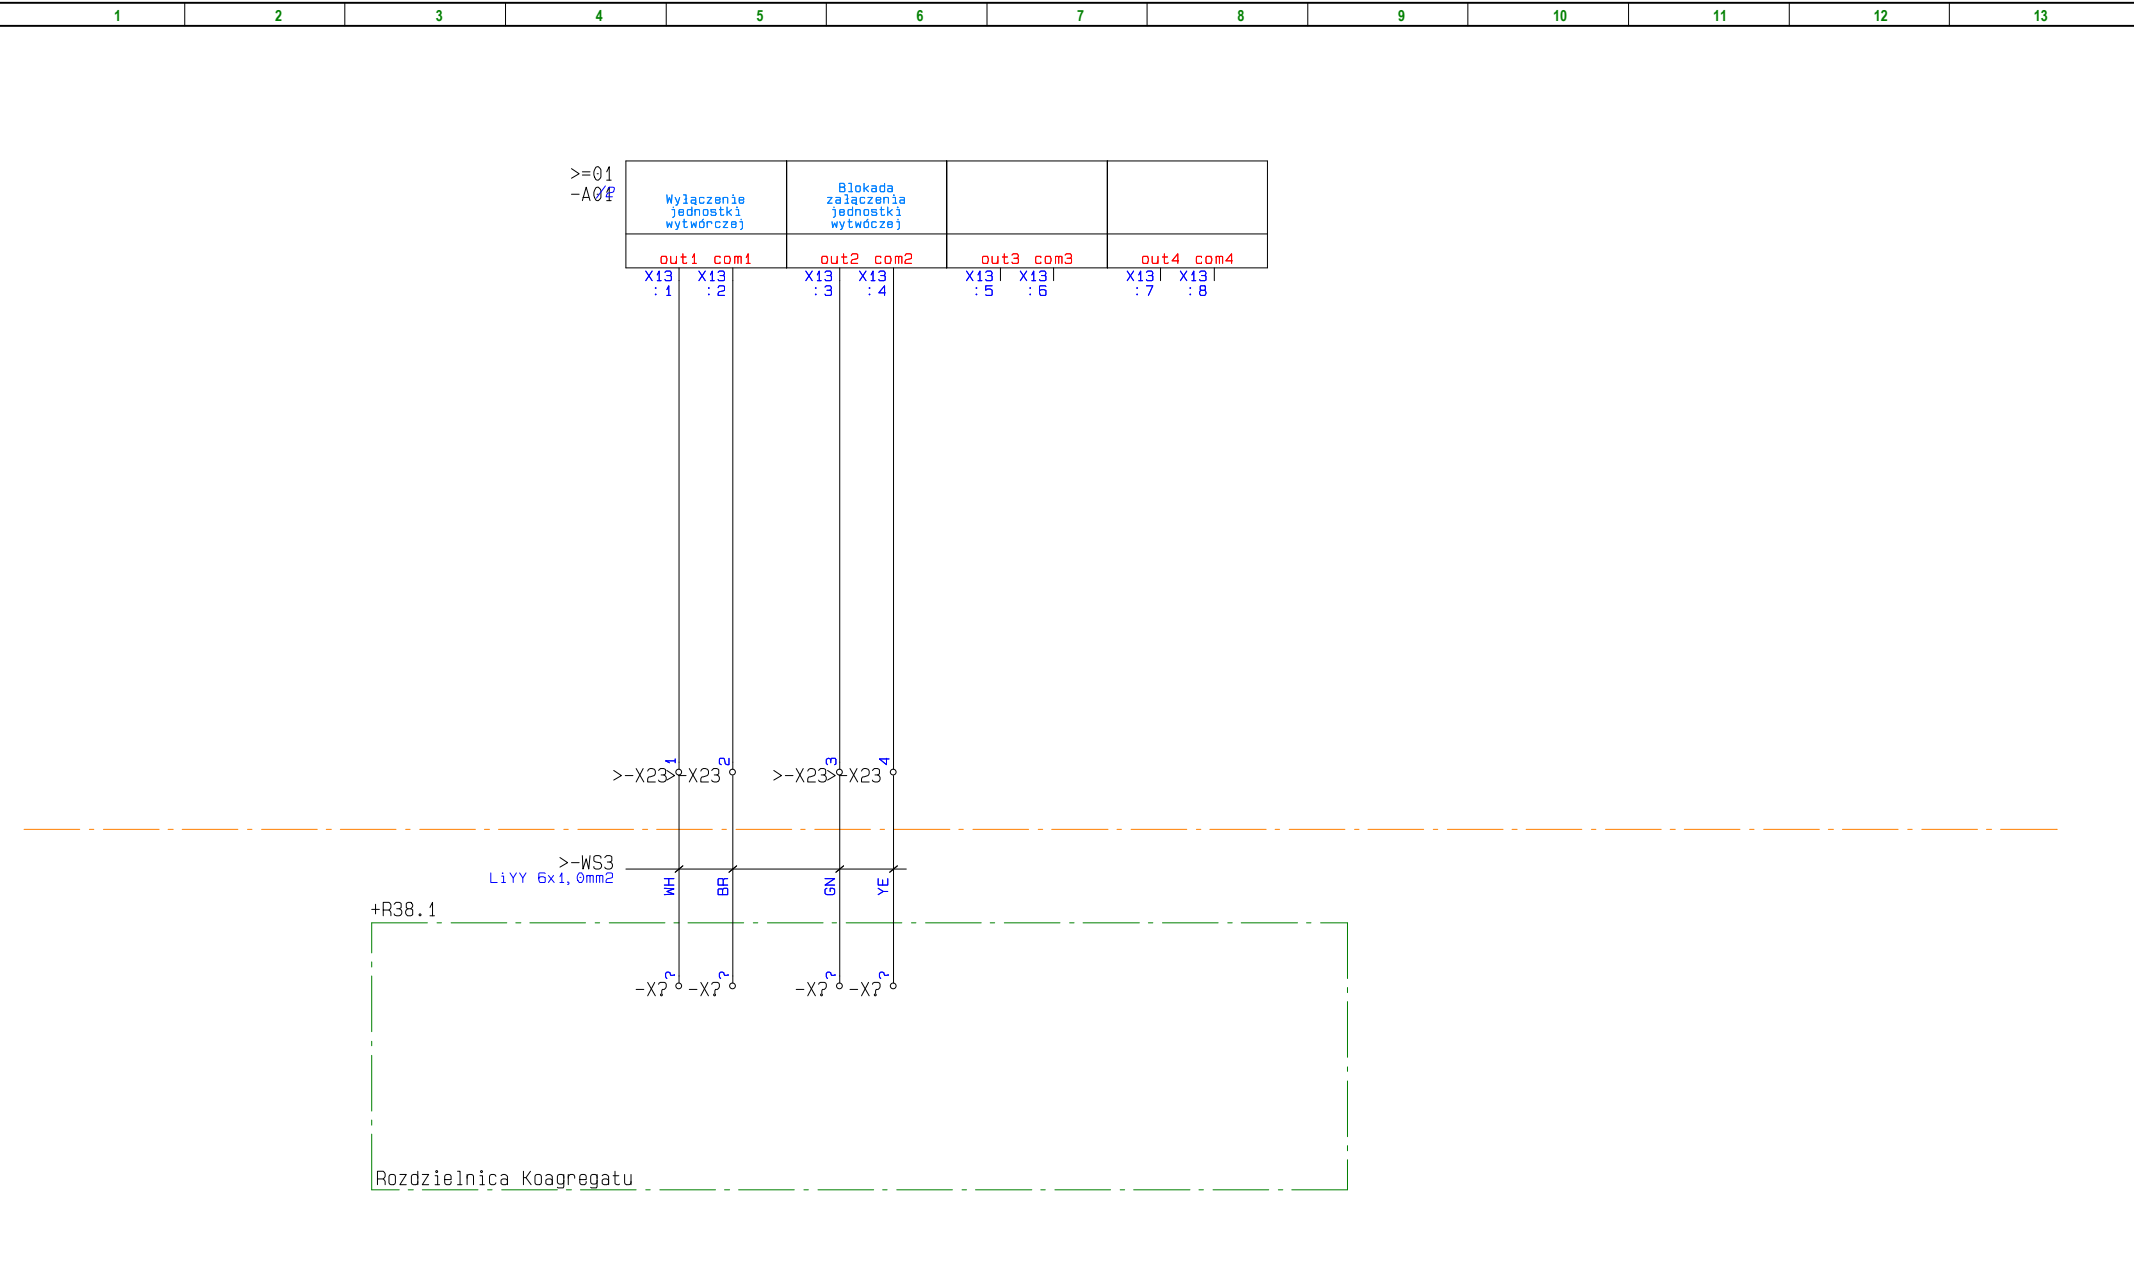 1 2 3 4 5 6 7 8 9 10 11 12 13
>=01
-A01
Wyłączenie
jednostki
wytwórczej
Blokada
załączenia
jednostki
wytwóczej
out1 com1 out2 com2 out3 com3 out4 com4
X13 X13 X13 X13 X13 X13 X13 X13
:1 :2 :3 :4 :5 :6 :7 :8
1 2 3 4
>-X23 >-X23 >-X23 >-X23
>-WS3
LiYY 6x1,0mm2
WH BR GN YE
+R38.1
? ? ? ?
-X? -X? -X? -X?
Rozdzielnica Koagregatu